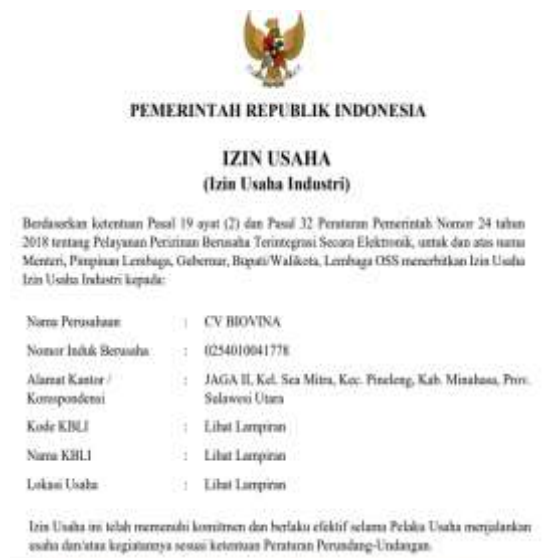 PEMERINTAH REPUBLIK INDONESIA
IZIN USAHA
(Izin Usaha Industri)
Berdasarkan ketentuan Pasal 19 ayat (2) dan Pasal 32 Peraturan Pemerintah Nomor 24 tahun
2018 tentang Pelayanan Perizinan Berusaha Terintegrasi Secara Elektronik, untuk dan atas nama
Menteri, Pimpinan Lembaga, Gubernur, Bupati/Walikota, Lembaga OSS menerbitkan Izin Usaha
Izin Usaha Industri kepada:
Nama Perusahaan : CV BIOVINA
Nomor Induk Berusaha : 0254010041778
Alamat Kantor / : JAGA II, Kel. Sea Mitra, Kec. Pineleng, Kab. Minahasa, Prov.
Korespondensi Sulawesi Utara
Kode KBLI : Lihat Lampiran
Nama KBLI : Lihat Lampiran
Lokasi Usaha : Lihat Lampiran
Izin Usaha ini telah memenuhi komitmen dan berlaku efektif selama Pelaku Usaha menjalankan
usaha dan/atau kegiatannya sesuai ketentuan Peraturan Perundang-Undangan.